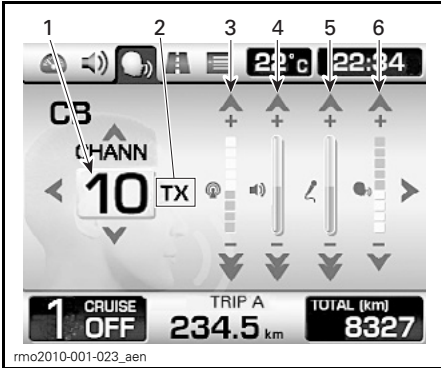 1 2 3 4 5 6
22°c 22:34
CB
CHANN
10 TX
+ + + +
- - - -
1 CRUISE OFF
TRIP A
234.5 km
TOTAL (km)
8327
rmo2010-001-023_aen